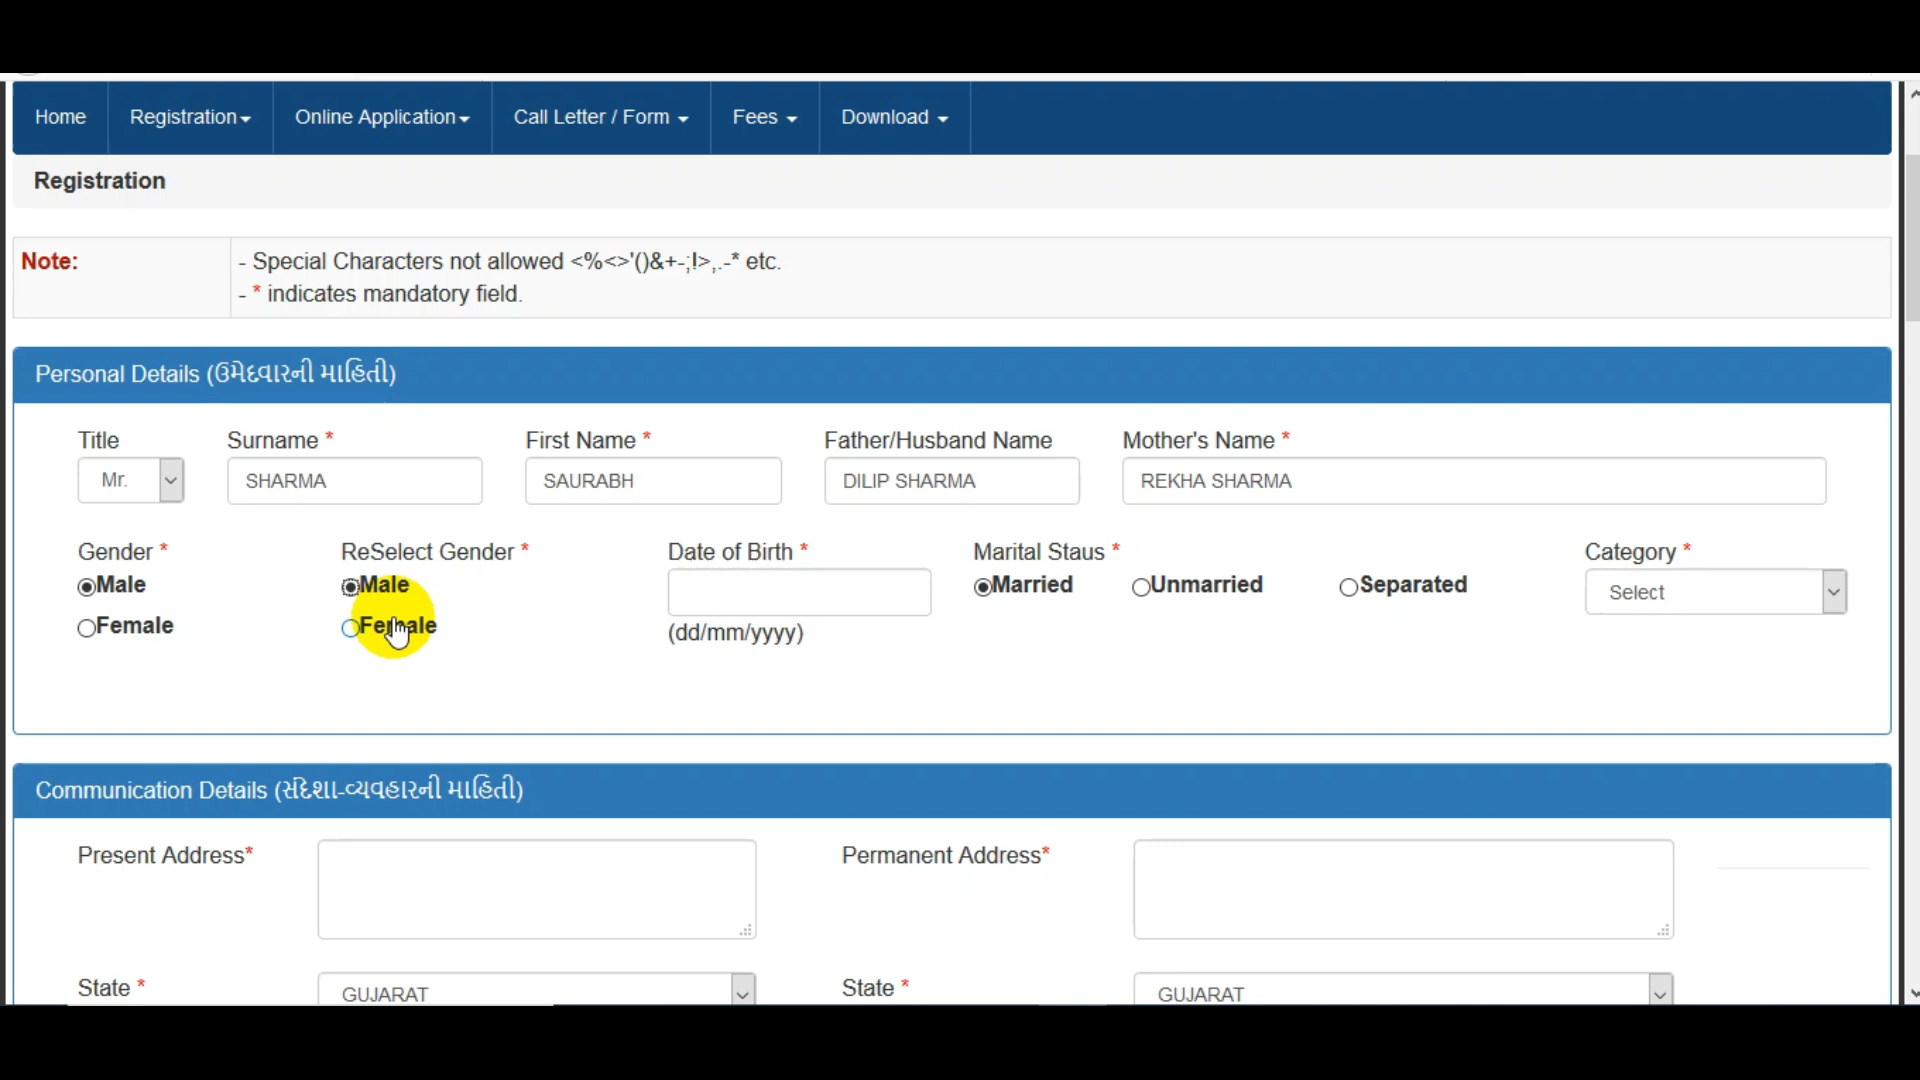 Home Registration Online Application Call Letter / Form Fees Download
Registration
Note: - Special Characters not allowed <%<>'()&+-;!>,.-* etc.
- * indicates mandatory field.
Personal Details (ઉમેદવારની માહિતી)
Title Surname * First Name * Father/Husband Name Mother's Name *
Mr. SHARMA SAURABH DILIP SHARMA REKHA SHARMA
Gender * ReSelect Gender * Date of Birth * Marital Staus * Category *
Male Male Married Unmarried Separated Select
Female Female (dd/mm/yyyy)
Communication Details (સંદેશા-વ્યવહારની માહિતી)
Present Address* Permanent Address*
State * GUJARAT State * GUJARAT